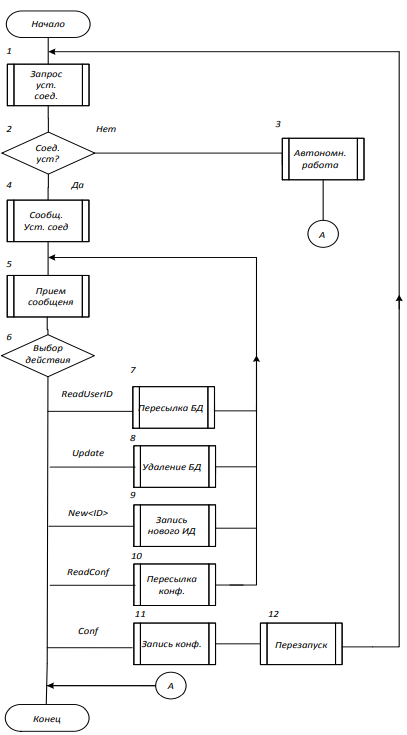 Начало
1
Запрос
уст.
соед.
2
Нет
3
Соед.
уст?
Автономн.
работа
4
Да
А
Сообщ.
Уст. соед
5
Прием
сообщеня
6
Выбор
действия
7
ReadUserID
Пересылка БД
8
Update
Удаление БД
9
New<ID>
Запись
нового ИД
10
ReadConf
Пересылка
конф.
11
12
Conf
Запись конф.
Перезапуск
А
Конец